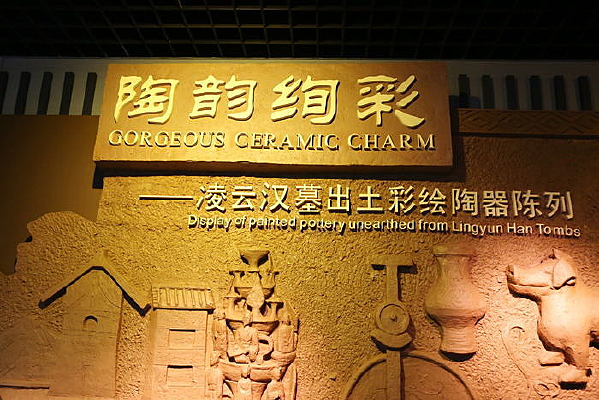 陶韵绚彩
GORGEOUS CERAMIC CHARM
——凌云汉墓出土彩绘陶器陈列
Display of painted pottery unearthed from Lingyun Han Tombs